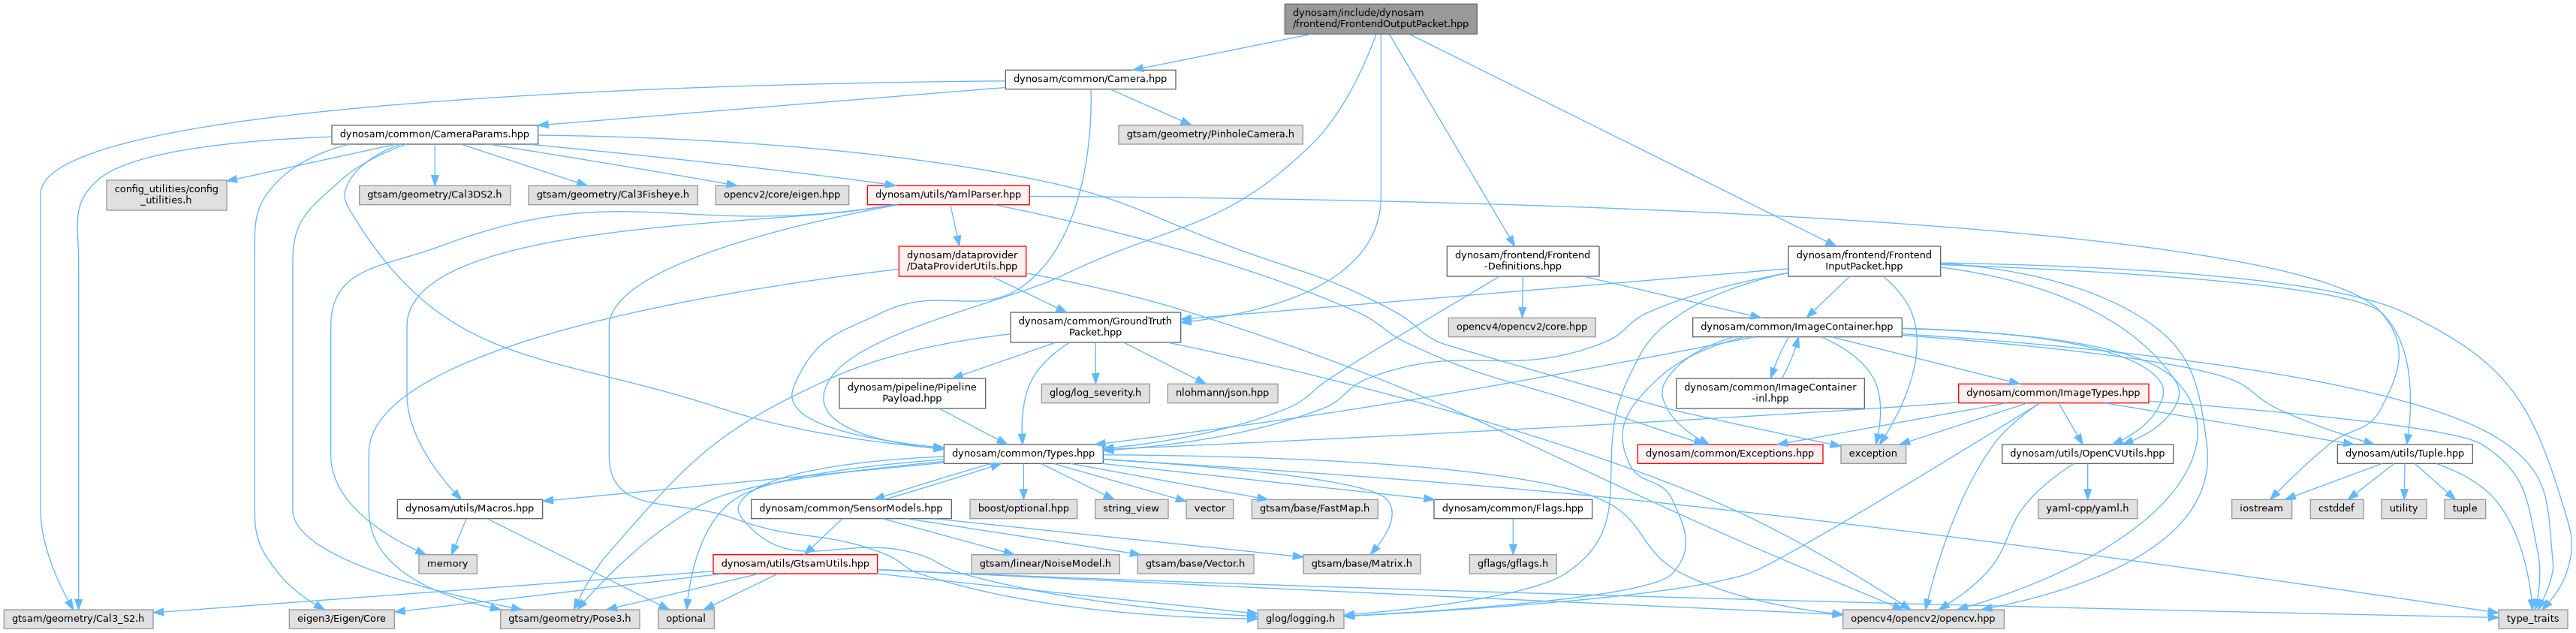 dynosam/include/dynosam
/frontend/FrontendOutputPacket.hpp
dynosam/common/Camera.hpp
dynosam/common/CameraParams.hpp
gtsam/geometry/PinholeCamera.h
config_utilities/config
_utilities.h
gtsam/geometry/Cal3DS2.h
gtsam/geometry/Cal3Fisheye.h
opencv2/core/eigen.hpp
dynosam/utils/YamlParser.hpp
dynosam/dataprovider
/DataProviderUtils.hpp
dynosam/frontend/Frontend
-Definitions.hpp
dynosam/frontend/Frontend
InputPacket.hpp
dynosam/common/GroundTruth
Packet.hpp
opencv4/opencv2/core.hpp
dynosam/common/ImageContainer.hpp
dynosam/pipeline/Pipeline
Payload.hpp
glog/log_severity.h
nlohmann/json.hpp
dynosam/common/ImageContainer
-inl.hpp
dynosam/common/ImageTypes.hpp
dynosam/common/Types.hpp
dynosam/common/Exceptions.hpp
exception
dynosam/utils/OpenCVUtils.hpp
dynosam/utils/Tuple.hpp
dynosam/utils/Macros.hpp
dynosam/common/SensorModels.hpp
boost/optional.hpp
string_view
vector
gtsam/base/FastMap.h
dynosam/common/Flags.hpp
yaml-cpp/yaml.h
iostream
cstddef
utility
tuple
memory
dynosam/utils/GtsamUtils.hpp
gtsam/linear/NoiseModel.h
gtsam/base/Vector.h
gtsam/base/Matrix.h
gflags/gflags.h
gtsam/geometry/Cal3_S2.h
eigen3/Eigen/Core
gtsam/geometry/Pose3.h
optional
glog/logging.h
opencv4/opencv2/opencv.hpp
type_traits